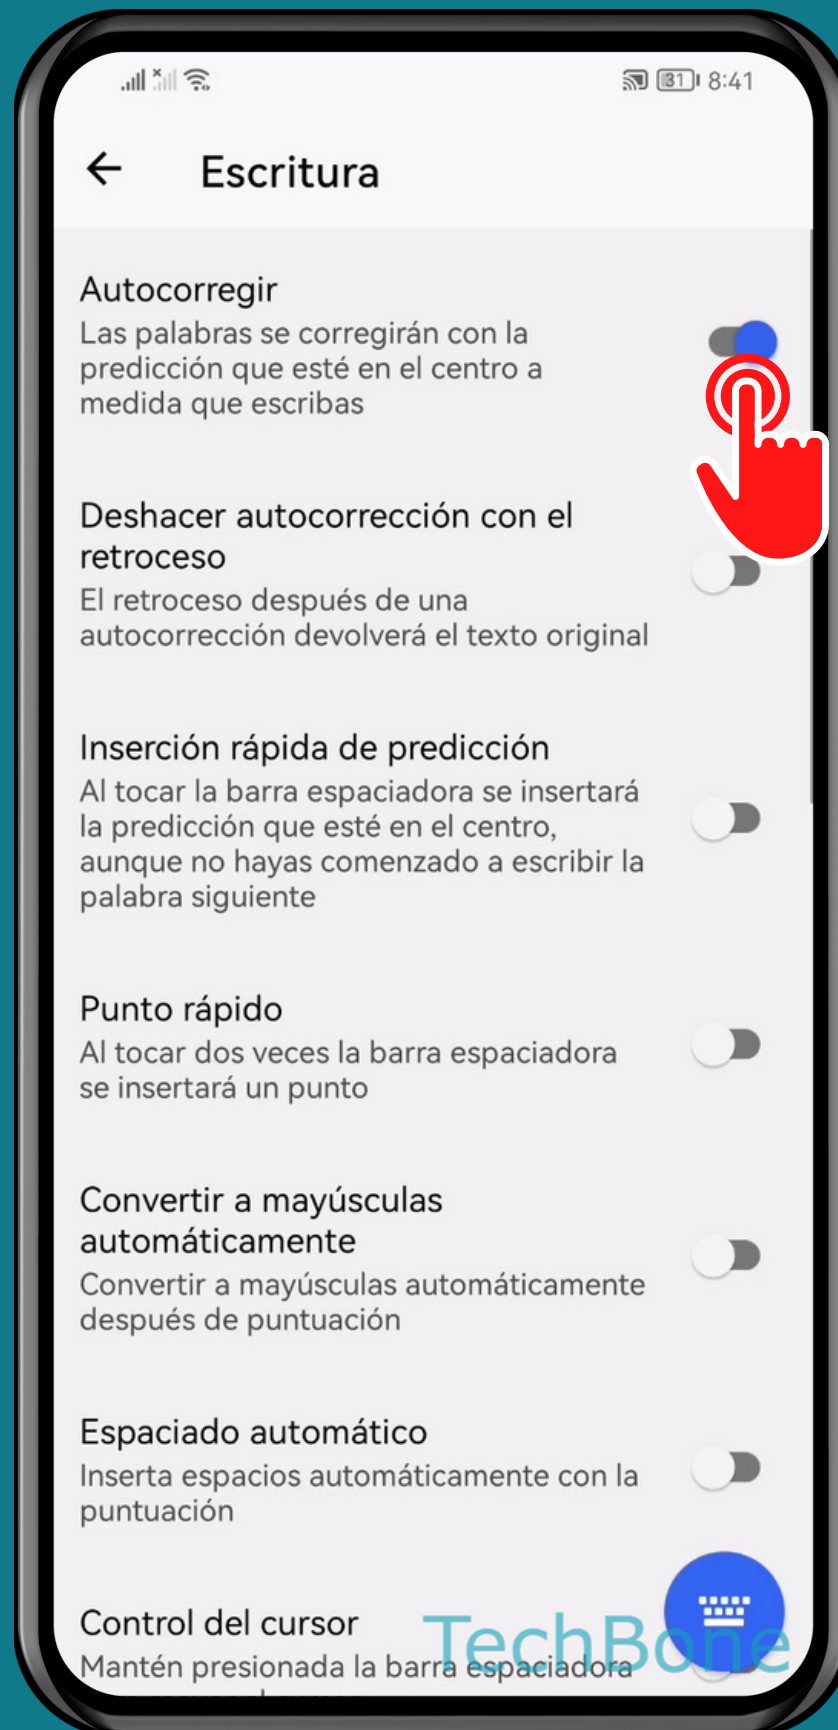 31 8:41
Escritura
Autocorregir
Las palabras se corregirán con la
predicción que esté en el centro a
medida que escribas
Deshacer autocorrección con el
retroceso
El retroceso después de una
autocorrección devolverá el texto original
Inserción rápida de predicción
Al tocar la barra espaciadora se insertará
la predicción que esté en el centro,
aunque no hayas comenzado a escribir la
palabra siguiente
Punto rápido
Al tocar dos veces la barra espaciadora
se insertará un punto
Convertir a mayúsculas
automáticamente
Convertir a mayúsculas automáticamente
después de puntuación
Espaciado automático
Inserta espacios automáticamente con la
puntuación
Control del cursor
Mantén presionada la barra espaciadora
TechBone